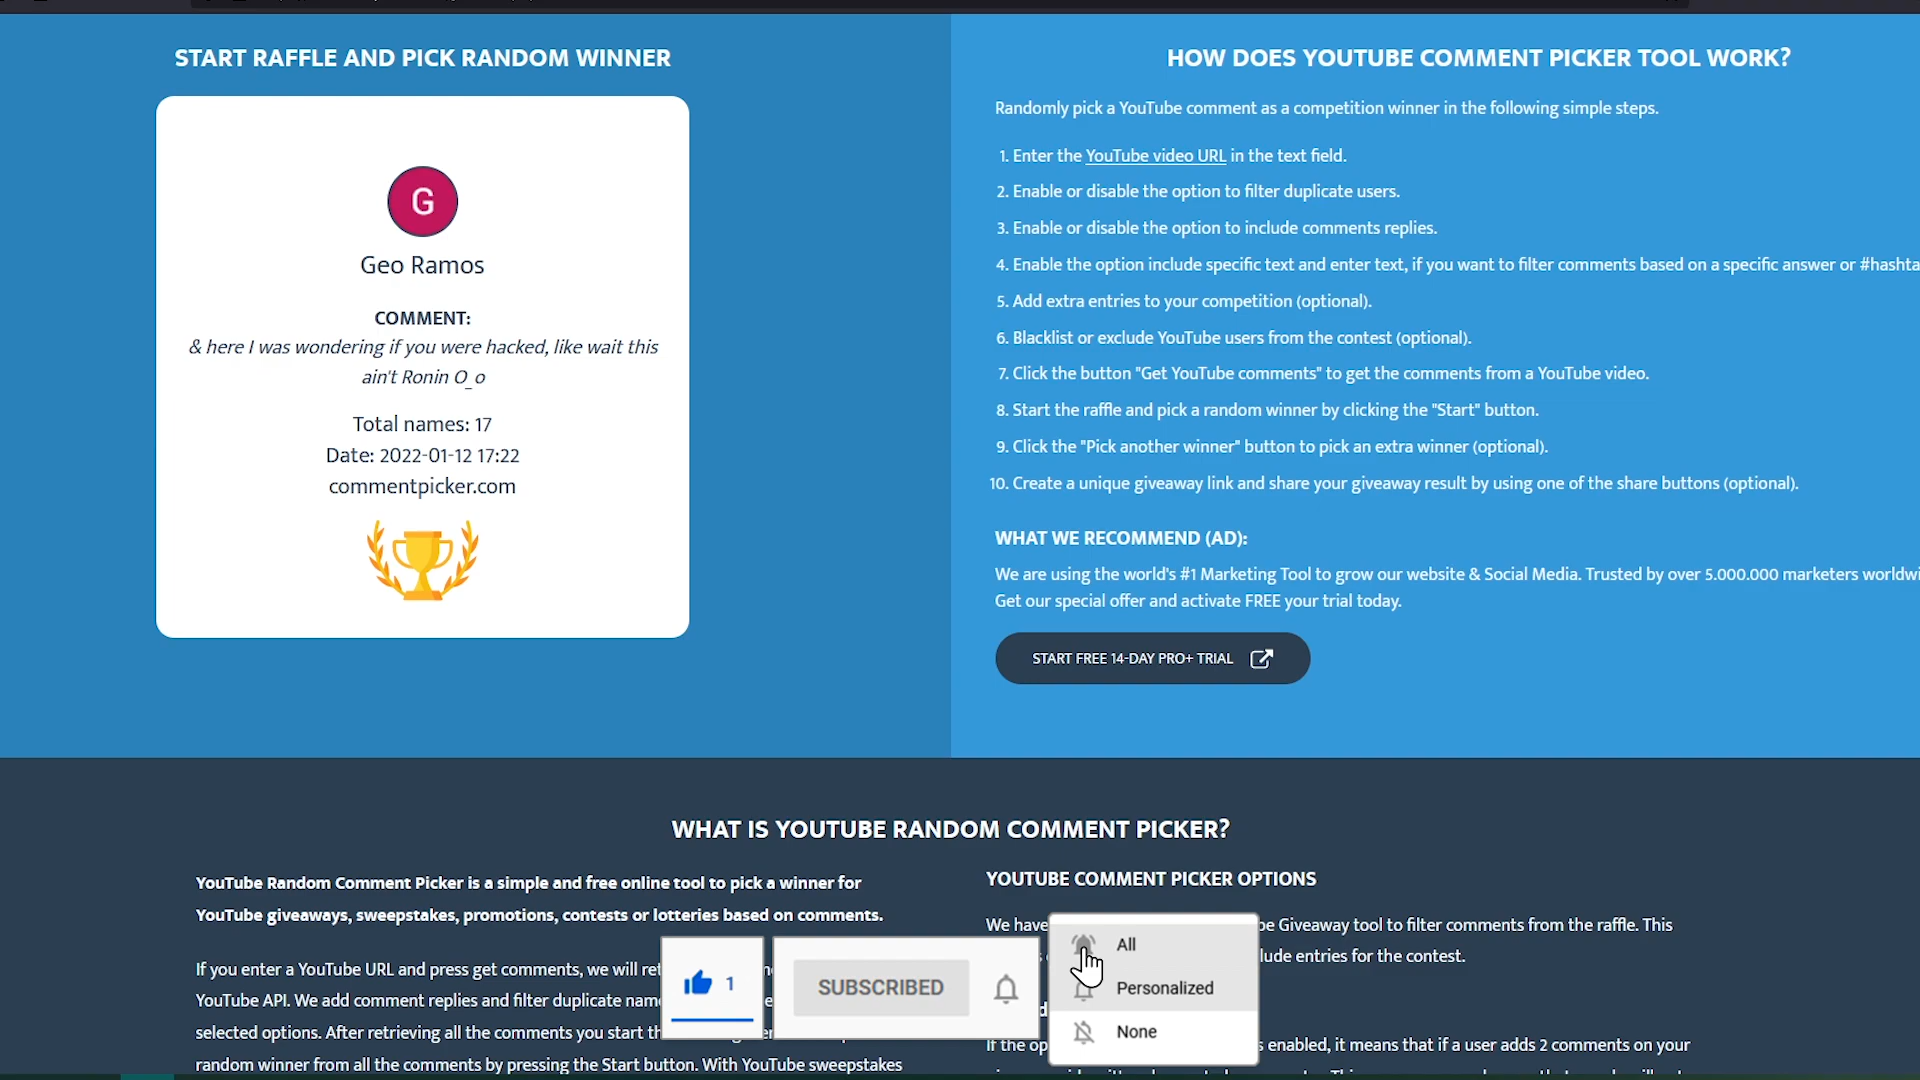 START RAFFLE AND PICK RANDOM WINNER
G
Geo Ramos
COMMENT:
& here I was wondering if you were hacked, like wait this
ain't Ronin O_o
Total names: 17
Date: 2022-01-12 17:22
commentpicker.com
HOW DOES YOUTUBE COMMENT PICKER TOOL WORK?
Randomly pick a YouTube comment as a competition winner in the following simple steps.
1. Enter the YouTube video URL in the text field.
2. Enable or disable the option to filter duplicate users.
3. Enable or disable the option to include comments replies.
4. Enable the option include specific text and enter text, if you want to filter comments based on a specific answer or #hashta
5. Add extra entries to your competition (optional).
6. Blacklist or exclude YouTube users from the contest (optional).
7. Click the button "Get YouTube comments" to get the comments from a YouTube video.
8. Start the raffle and pick a random winner by clicking the "Start" button.
9. Click the "Pick another winner" button to pick an extra winner (optional).
10. Create a unique giveaway link and share your giveaway result by using one of the share buttons (optional).
WHAT WE RECOMMEND (AD):
We are using the world's #1 Marketing Tool to grow our website & Social Media. Trusted by over 5.000.000 marketers worldwi
Get our special offer and activate FREE your trial today.
START FREE 14-DAY PRO+ TRIAL
WHAT IS YOUTUBE RANDOM COMMENT PICKER?
YouTube Random Comment Picker is a simple and free online tool to pick a winner for
YouTube giveaways, sweepstakes, promotions, contests or lotteries based on comments.
If you enter a YouTube URL and press get comments, we will ret
YouTube API. We add comment replies and filter duplicate nam
selected options. After retrieving all the comments you start th
random winner from all the comments by pressing the Start button. With YouTube sweepstakes
YOUTUBE COMMENT PICKER OPTIONS
We have be Giveaway tool to filter comments from the raffle. This
lude entries for the contest.
If the op s enabled, it means that if a user adds 2 comments on your
1
SUBSCRIBED
All
Personalized
None